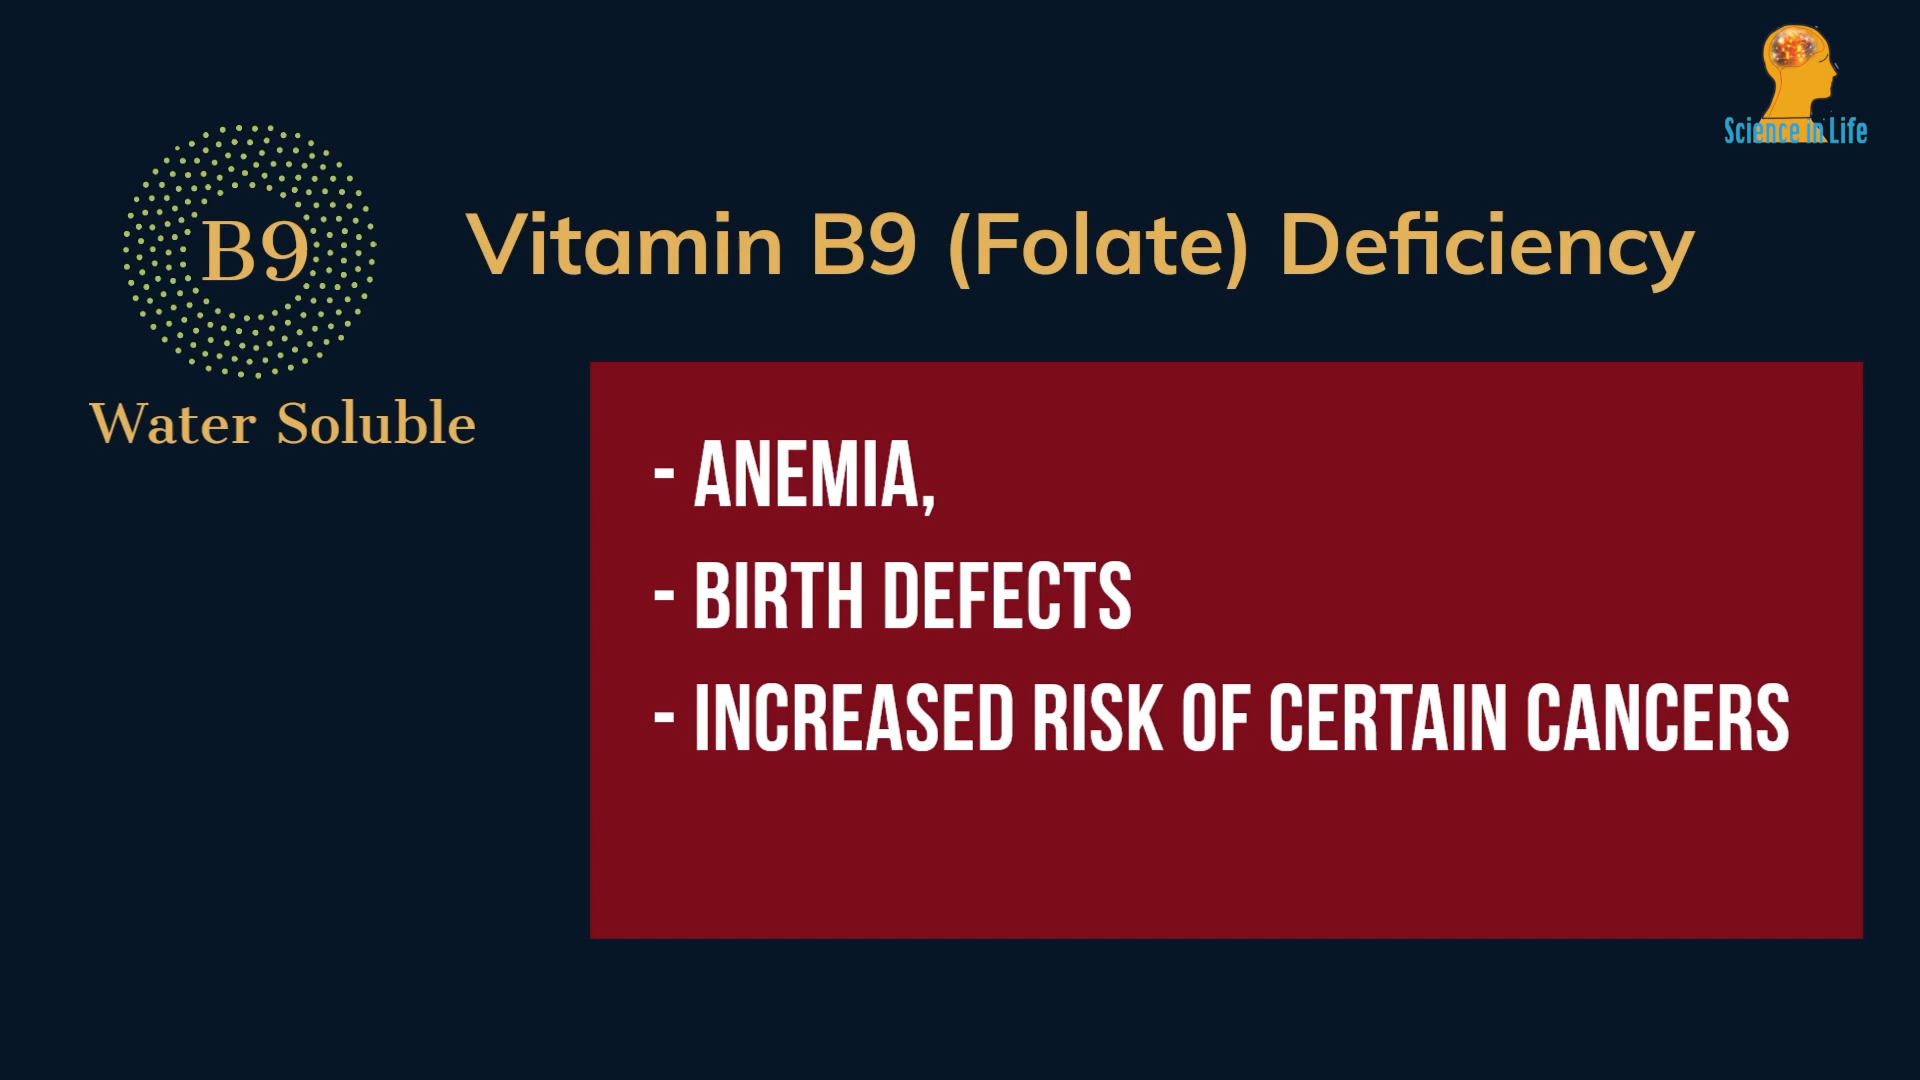 Science in Life
B9
Vitamin B9 (Folate) Deficiency
Water Soluble
- ANEMIA,
- BIRTH DEFECTS
- INCREASED RISK OF CERTAIN CANCERS